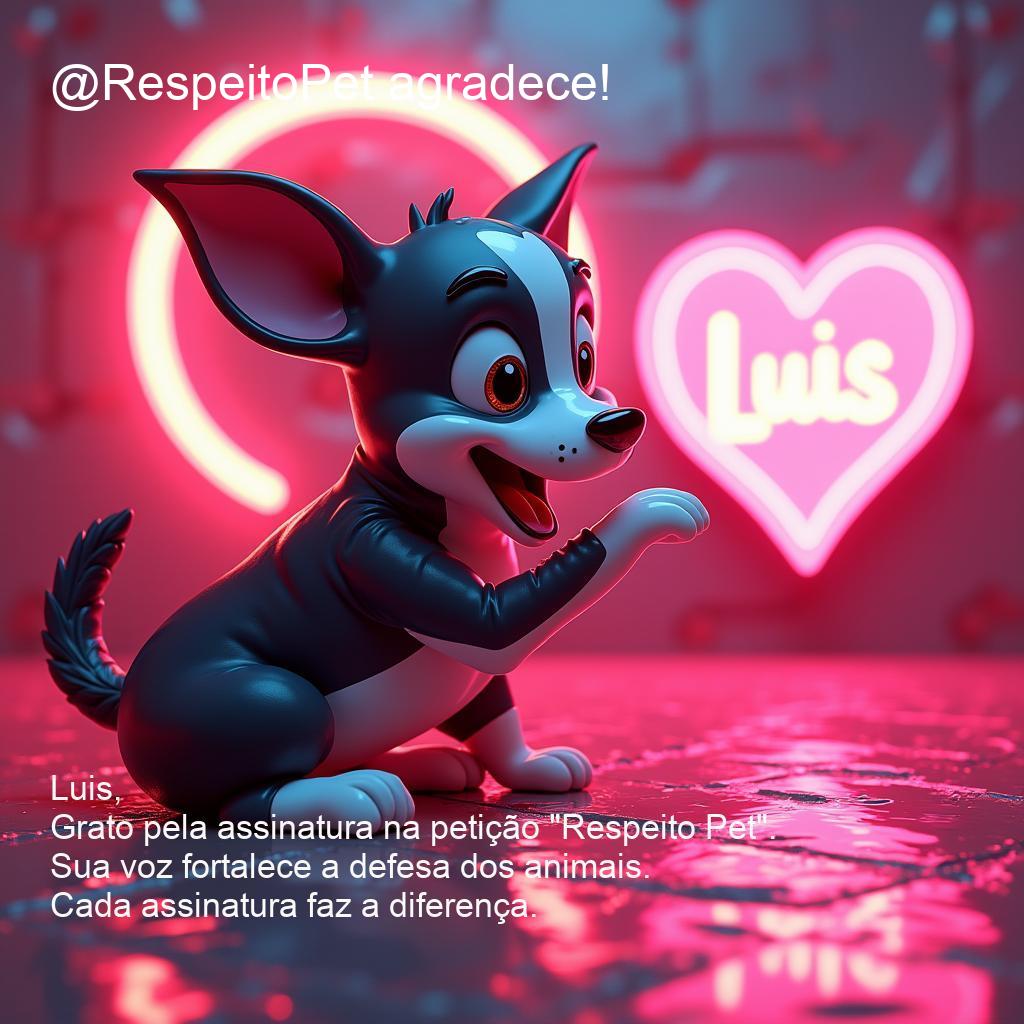 @RespeitoPet agradece!
Luis
Luis,
Grato pela assinatura na petição "Respeito Pet".
Sua voz fortalece a defesa dos animais.
Cada assinatura faz a diferença.